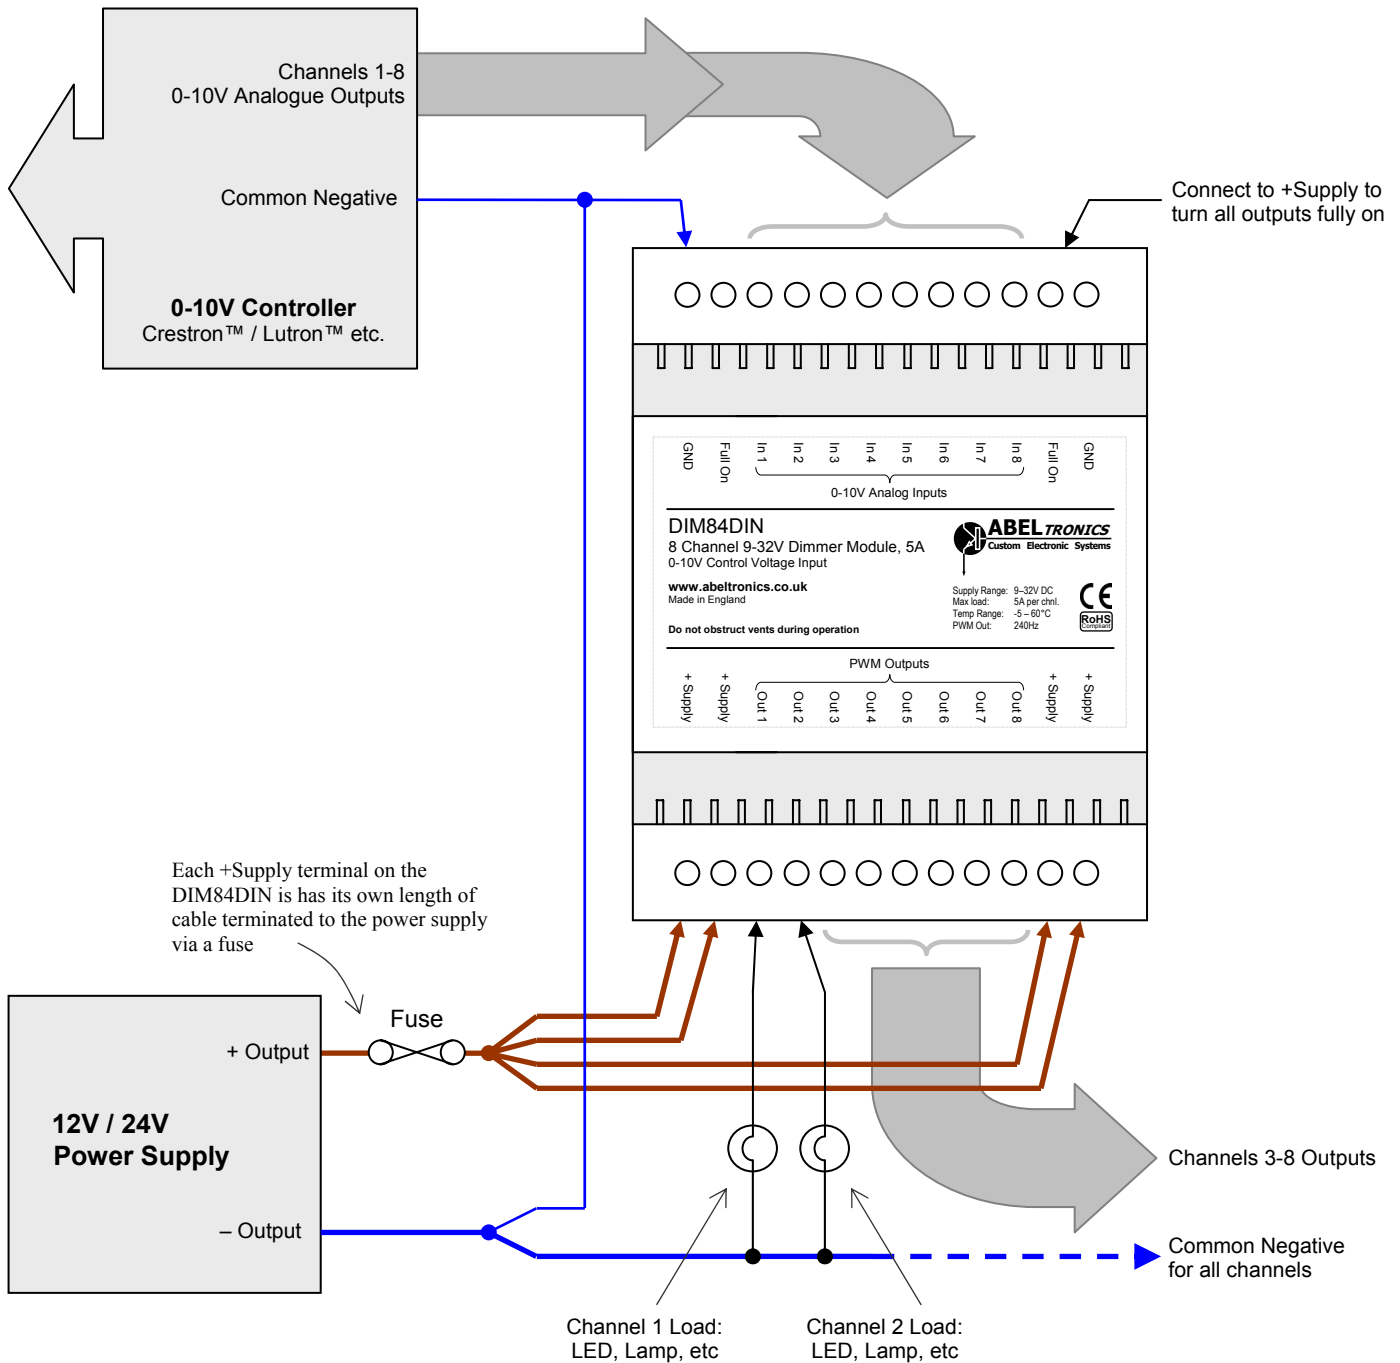 Channels 1-8
0-10V Analogue Outputs
Common Negative
0-10V Controller
Crestron™ / Lutron™ etc.
Connect to +Supply to
turn all outputs fully on
GND
Full On
In 1
In 2
In 3
In 4
In 5
In 6
In 7
In 8
Full On
GND
0-10V Analog Inputs
DIM84DIN
8 Channel 9-32V Dimmer Module, 5A
0-10V Control Voltage Input
www.abeltronics.co.uk
Made in England
Do not obstruct vents during operation
ABELTRONICS
Custom Electronic Systems
Supply Range: 9–32V DC
Max load: 5A per chnl.
Temp Range: -5 – 60°C
PWM Out: 240Hz
CE
RoHS
Compliant
PWM Outputs
+ Supply
+ Supply
Out 1
Out 2
Out 3
Out 4
Out 5
Out 6
Out 7
Out 8
+ Supply
+ Supply
Each +Supply terminal on the
DIM84DIN is has its own length of
cable terminated to the power supply
via a fuse
Fuse
+ Output
12V / 24V
Power Supply
– Output
Channels 3-8 Outputs
Common Negative
for all channels
Channel 1 Load:
LED, Lamp, etc
Channel 2 Load:
LED, Lamp, etc